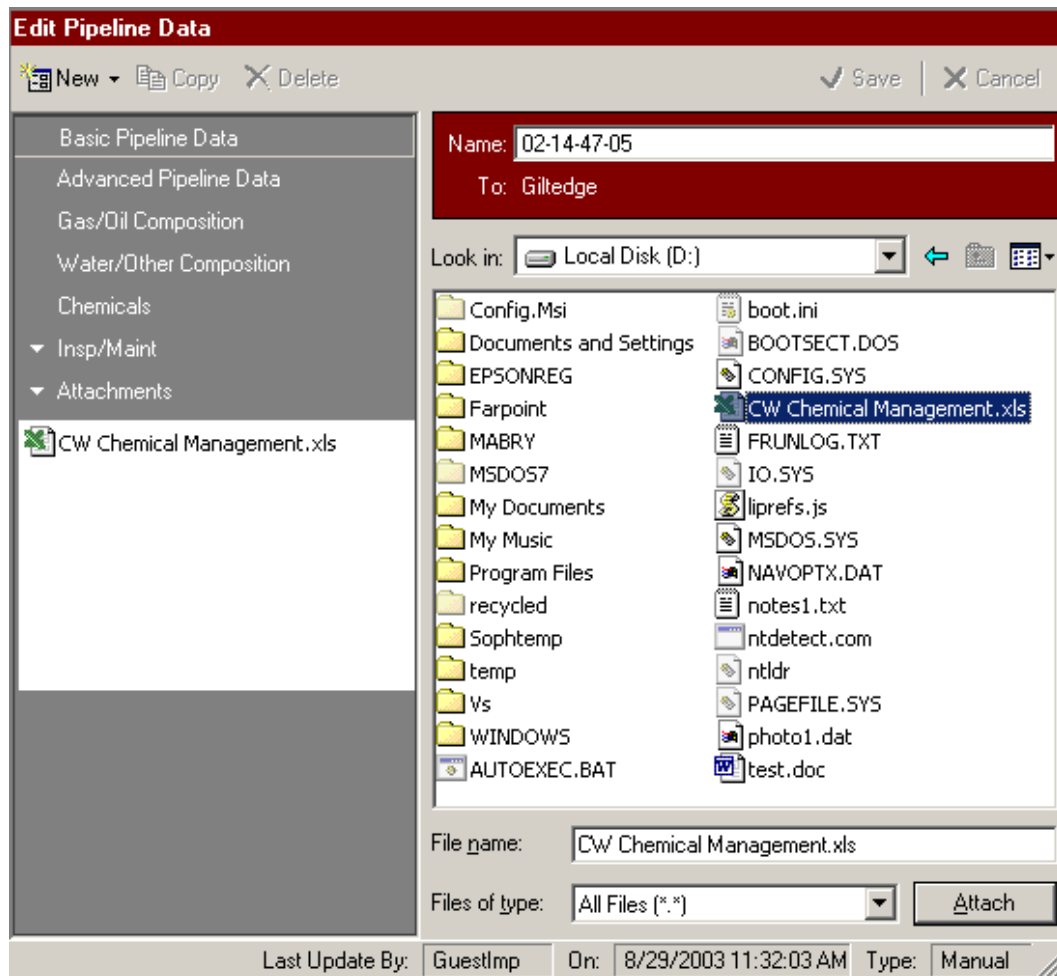 Edit Pipeline Data
New Copy Delete Save Cancel
Basic Pipeline Data
Advanced Pipeline Data
Gas/Oil Composition
Water/Other Composition
Chemicals
Insp/Maint
Attachments
CW Chemical Management.xls
Name: 02-14-47-05
To: Giltedge
Look in: Local Disk (D:)
Config.Msi
Documents and Settings
EPSONREG
Farpoint
MABRY
MSDOS7
My Documents
My Music
Program Files
recycled
Sophtemp
temp
Vs
WINDOWS
AUTOEXEC.BAT
boot.ini
BOOTSECT.DOS
CONFIG.SYS
CW Chemical Management.xls
FRUNLOG.TXT
IO.SYS
liprefs.js
MSDOS.SYS
NAVOPTX.DAT
notes1.txt
ntdetect.com
ntldr
PAGEFILE.SYS
photo1.dat
test.doc
File name: CW Chemical Management.xls
Files of type: All Files (*.*) Attach
Last Update By: GuestImp On: 8/29/2003 11:32:03 AM Type: Manual